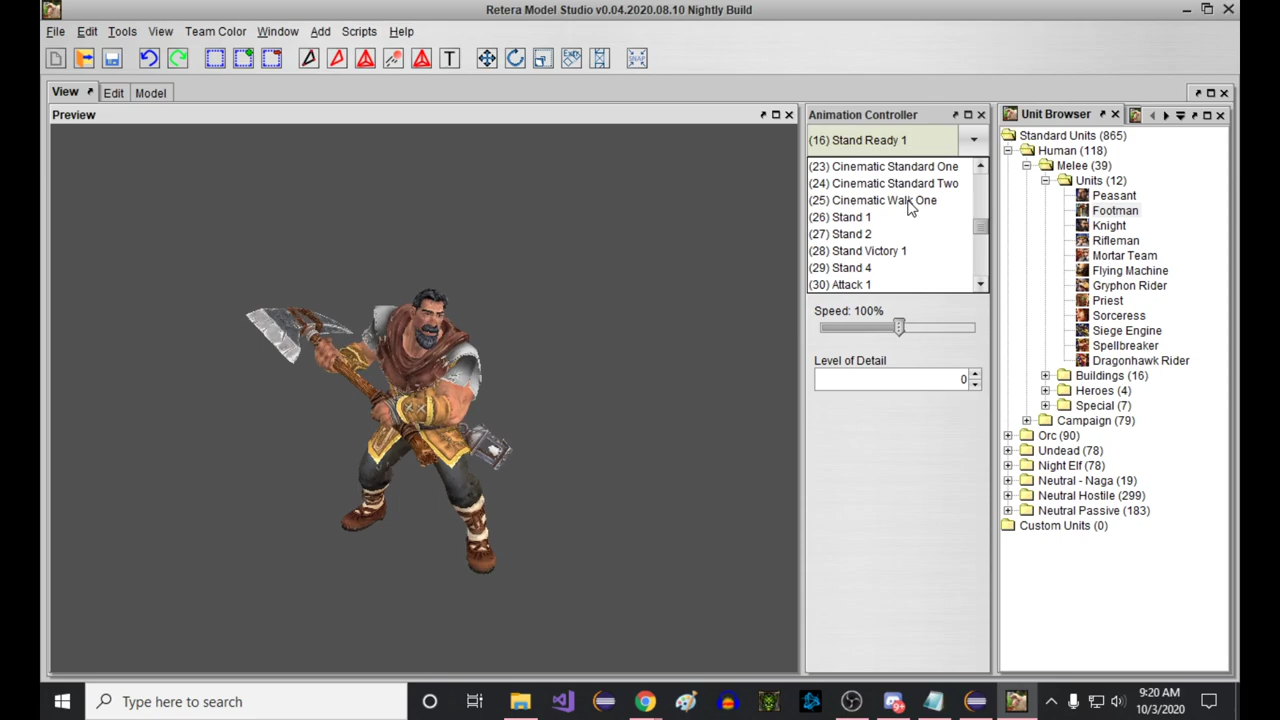 Retera Model Studio v0.04.2020.08.10 Nightly Build
File Edit Tools View Team Color Window Add Scripts Help
T
SNAP
View Edit Model
Preview
Animation Controller
(16) Stand Ready 1
(23) Cinematic Standard One
(24) Cinematic Standard Two
(25) Cinematic Walk One
(26) Stand 1
(27) Stand 2
(28) Stand Victory 1
(29) Stand 4
(30) Attack 1
Speed: 100%
Level of Detail
0
Unit Browser
Standard Units (865)
Human (118)
Melee (39)
Units (12)
Peasant
Footman
Knight
Rifleman
Mortar Team
Flying Machine
Gryphon Rider
Priest
Sorceress
Siege Engine
Spellbreaker
Dragonhawk Rider
Buildings (16)
Heroes (4)
Special (7)
Campaign (79)
Orc (90)
Undead (78)
Night Elf (78)
Neutral - Naga (19)
Neutral Hostile (299)
Neutral Passive (183)
Custom Units (0)
Type here to search
9:20 AM
10/3/2020